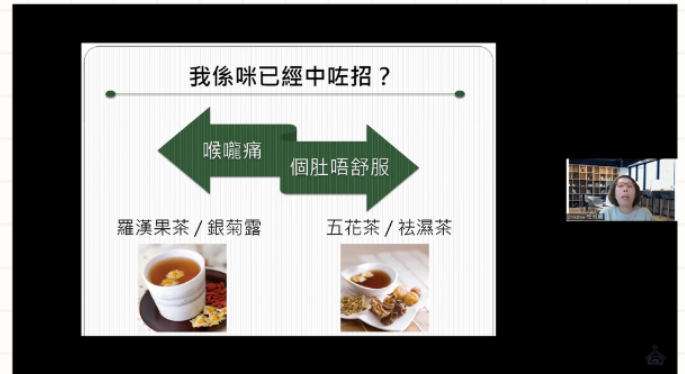 我係咪已經中咗招？
喉嚨痛
個肚唔舒服
羅漢果茶 / 銀菊露
五花茶 / 祛濕茶